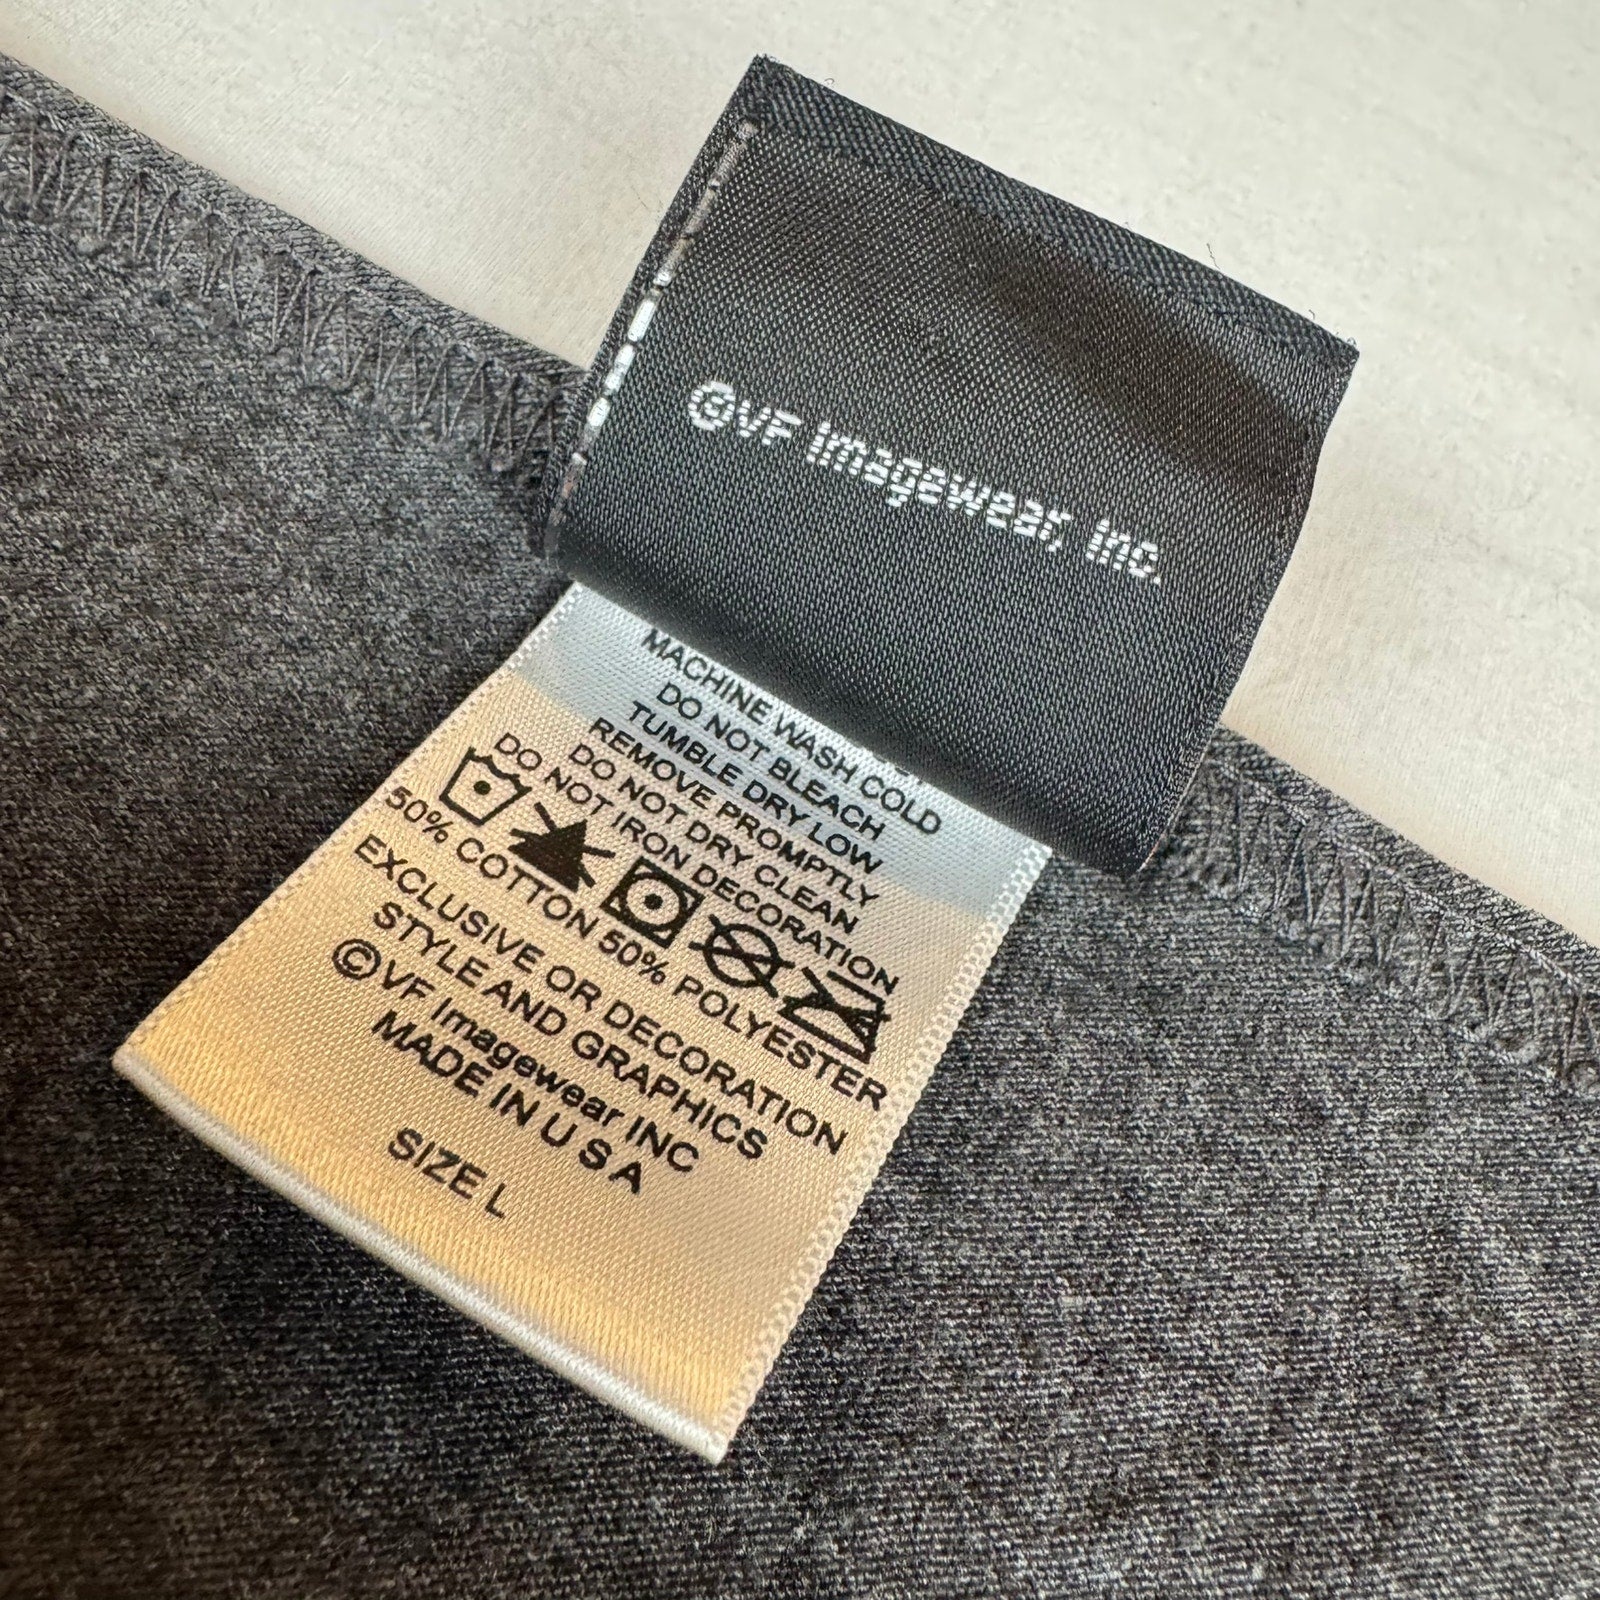 ©VF Imagewear, Inc.
MACHINE WASH COLD
DO NOT BLEACH
TUMBLE DRY LOW
REMOVE PROMPTLY
DO NOT DRY CLEAN
DO NOT IRON DECORATION
50% COTTON 50% POLYESTER
EXCLUSIVE OR DECORATION
STYLE AND GRAPHICS
©VF Imagewear INC
MADE IN U S A
SIZE L